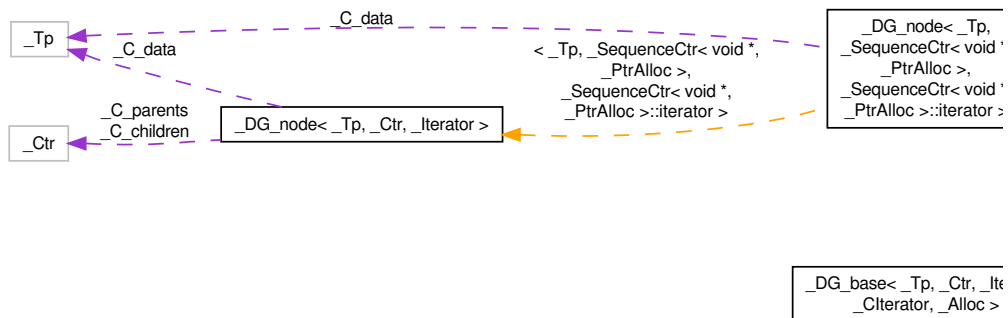 _C_data
_Tp
_C_data
< _Tp, _SequenceCtr< void *,
_PtrAlloc >,
_SequenceCtr< void *,
_PtrAlloc >::iterator >
_DG_node< _Tp,
_SequenceCtr< void *
_PtrAlloc >,
_SequenceCtr< void *
_PtrAlloc >::iterator >
_C_parents
_C_children
_DG_node< _Tp, _Ctr, _Iterator >
_Ctr
_DG_base< _Tp, _Ctr, _Ite
_CIterator, _Alloc >